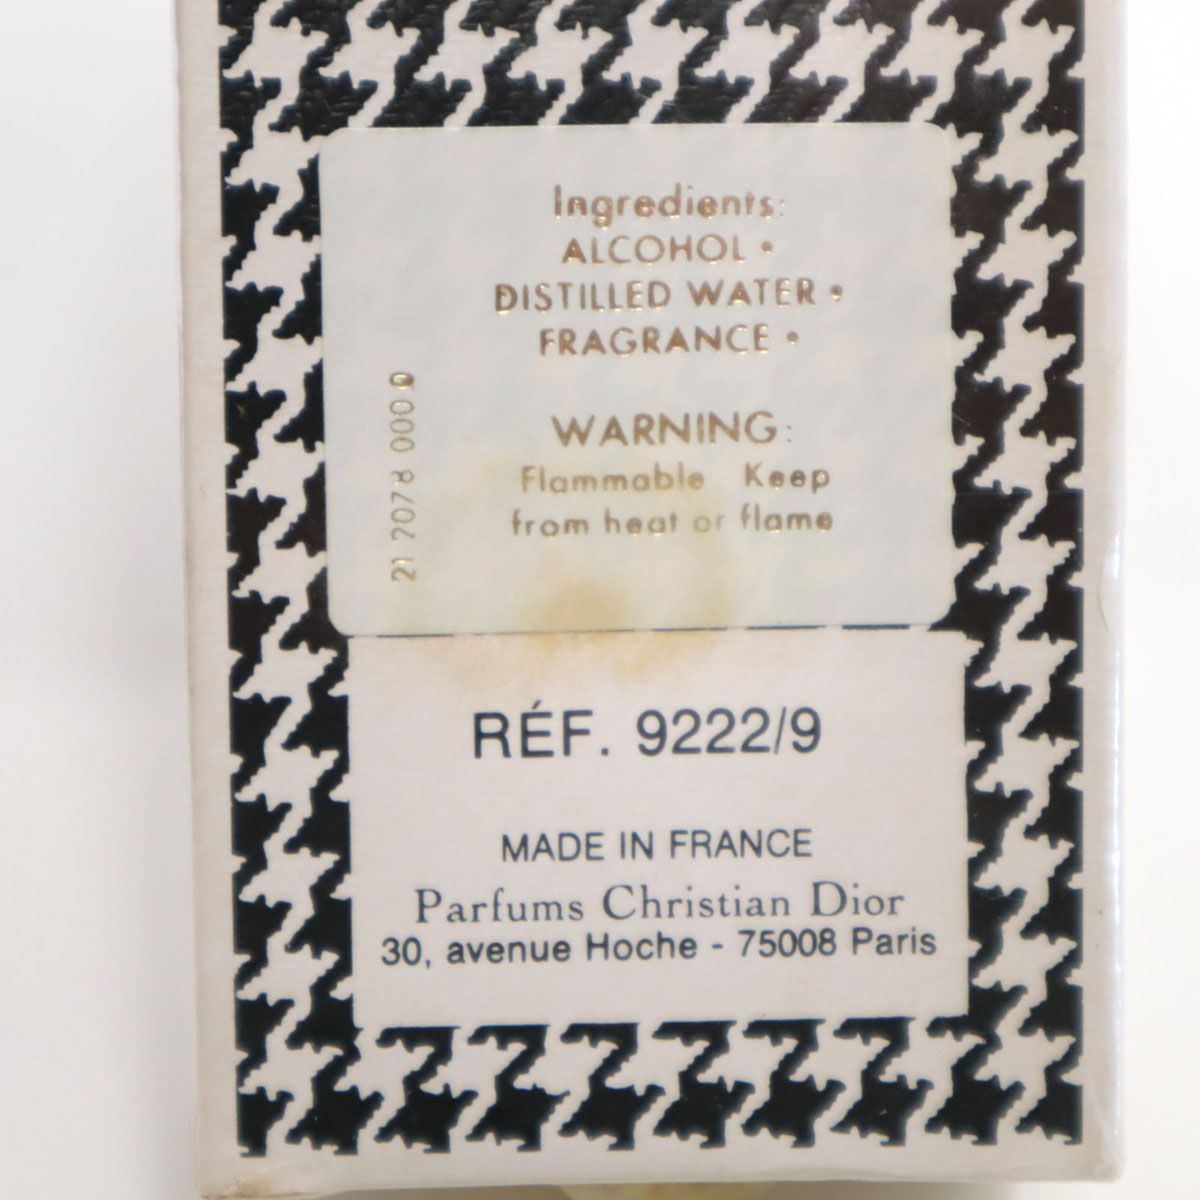 Ingredients:
ALCOHOL •
DISTILLED WATER •
FRAGRANCE •
WARNING:
Flammable Keep
from heat or flame
21 2078 000 0
RÉF. 9222/9
MADE IN FRANCE
Parfums Christian Dior
30, avenue Hoche - 75008 Paris